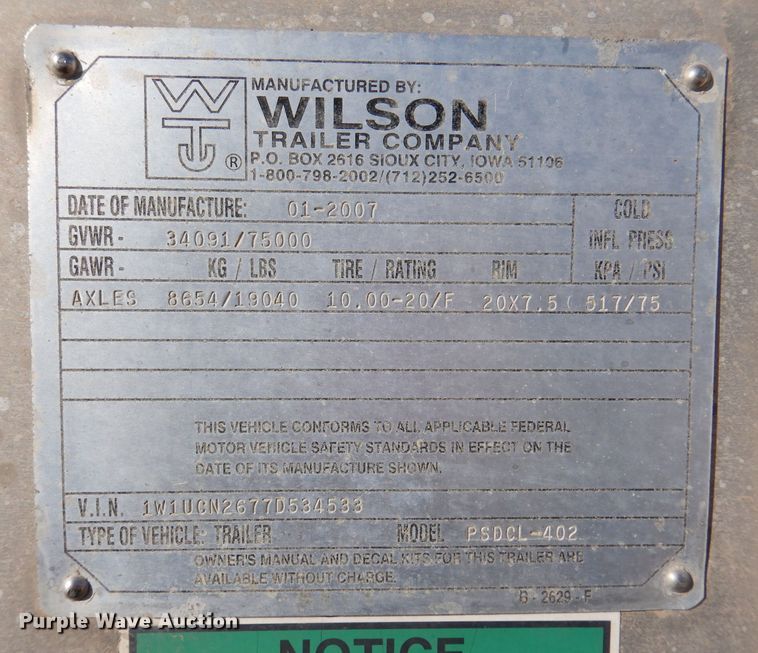 WTJ ®
MANUFACTURED BY:
WILSON
TRAILER COMPANY
P.O. BOX 2616 SIOUX CITY, IOWA 51106
1-800-798-2002/(712)252-6500
DATE OF MANUFACTURE: 01-2007 COLD
GVWR - 34091/75000 INFL PRESS
GAWR - KG / LBS TIRE / RATING RIM KPA / PSI
AXLES 8654/19040 10.00-20/F 20X7.5 517/75
THIS VEHICLE CONFORMS TO ALL APPLICABLE FEDERAL
MOTOR VEHICLE SAFETY STANDARDS IN EFFECT ON THE
DATE OF ITS MANUFACTURE SHOWN.
V.I.N. 1W1UCN2677D534533
TYPE OF VEHICLE: TRAILER MODEL PSDCL-402
OWNER'S MANUAL AND DECAL KITS FOR THIS TRAILER ARE
AVAILABLE WITHOUT CHARGE.
B - 2629 - F
Purple Wave Auction
NOTICE